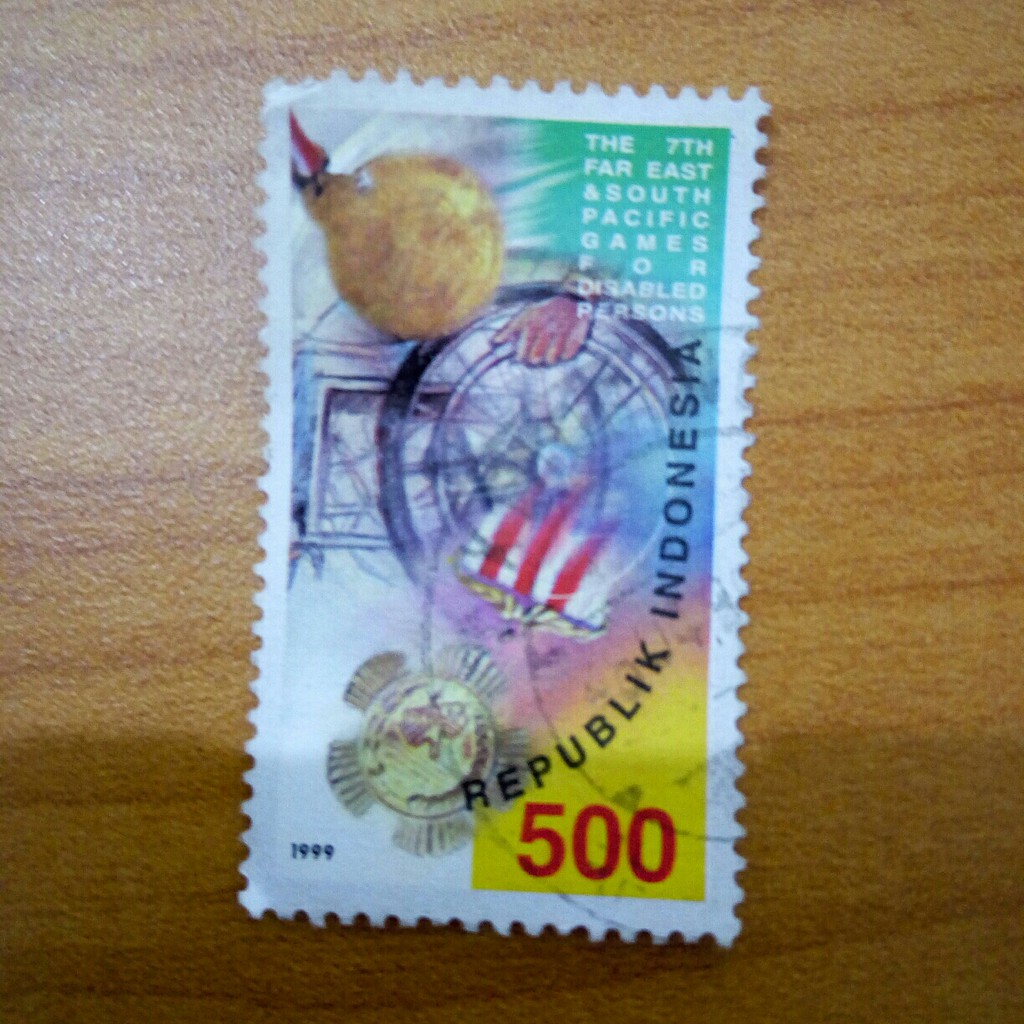 THE 7TH
FAR EAST
& SOUTH
PACIFIC
GAMES
FOR
DISABLED
PERSONS
REPUBLIK INDONESIA
500
1999